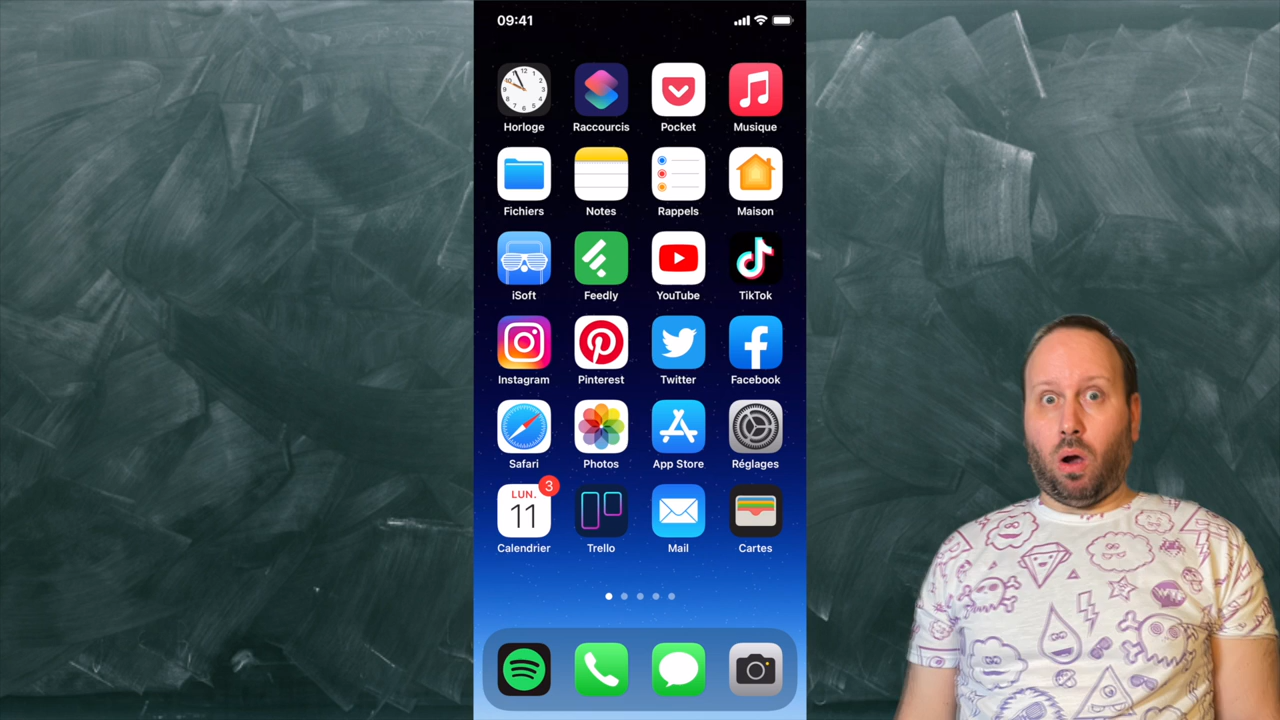 09:41
Horloge Raccourcis Pocket Musique
Fichiers Notes Rappels Maison
iSoft Feedly YouTube TikTok
Instagram Pinterest Twitter Facebook
Safari Photos App Store Réglages
LUN. 3
11
Calendrier Trello Mail Cartes